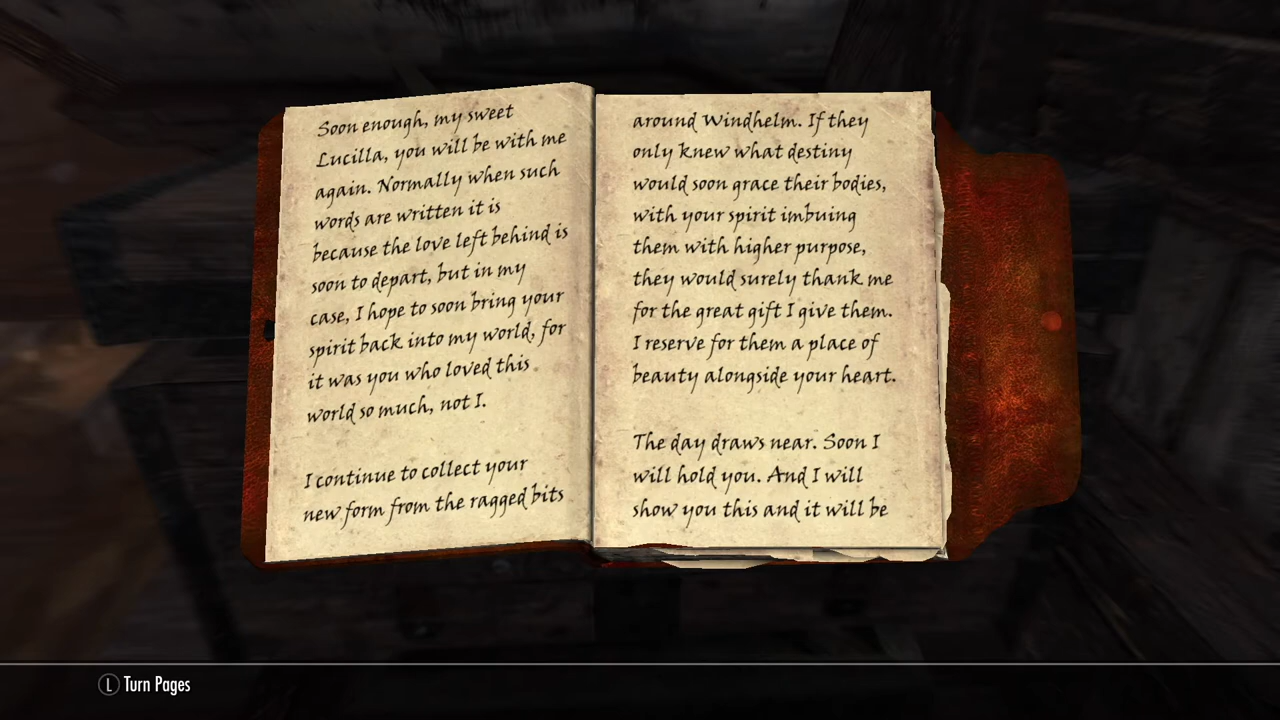 Soon enough, my sweet
Lucilla, you will be with me
again. Normally when such
words are written it is
because the love left behind is
soon to depart, but in my
case, I hope to soon bring your
spirit back into my world, for
it was you who loved this
world so much, not I.
I continue to collect your
new form from the ragged bits
around Windhelm. If they
only knew what destiny
would soon grace their bodies,
with your spirit imbuing
them with higher purpose,
they would surely thank me
for the great gift I give them.
I reserve for them a place of
beauty alongside your heart.
The day draws near. Soon I
will hold you. And I will
show you this and it will be
L Turn Pages